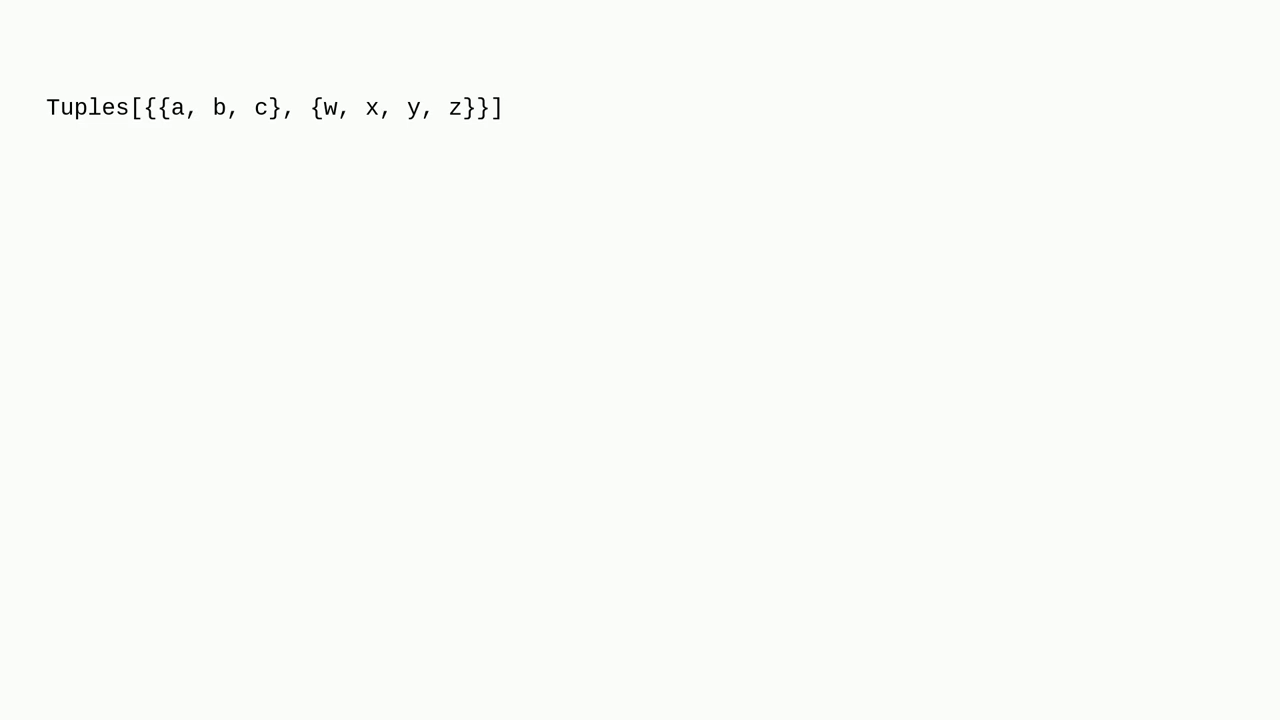 Tuples[{{a, b, c}, {w, x, y, z}}]